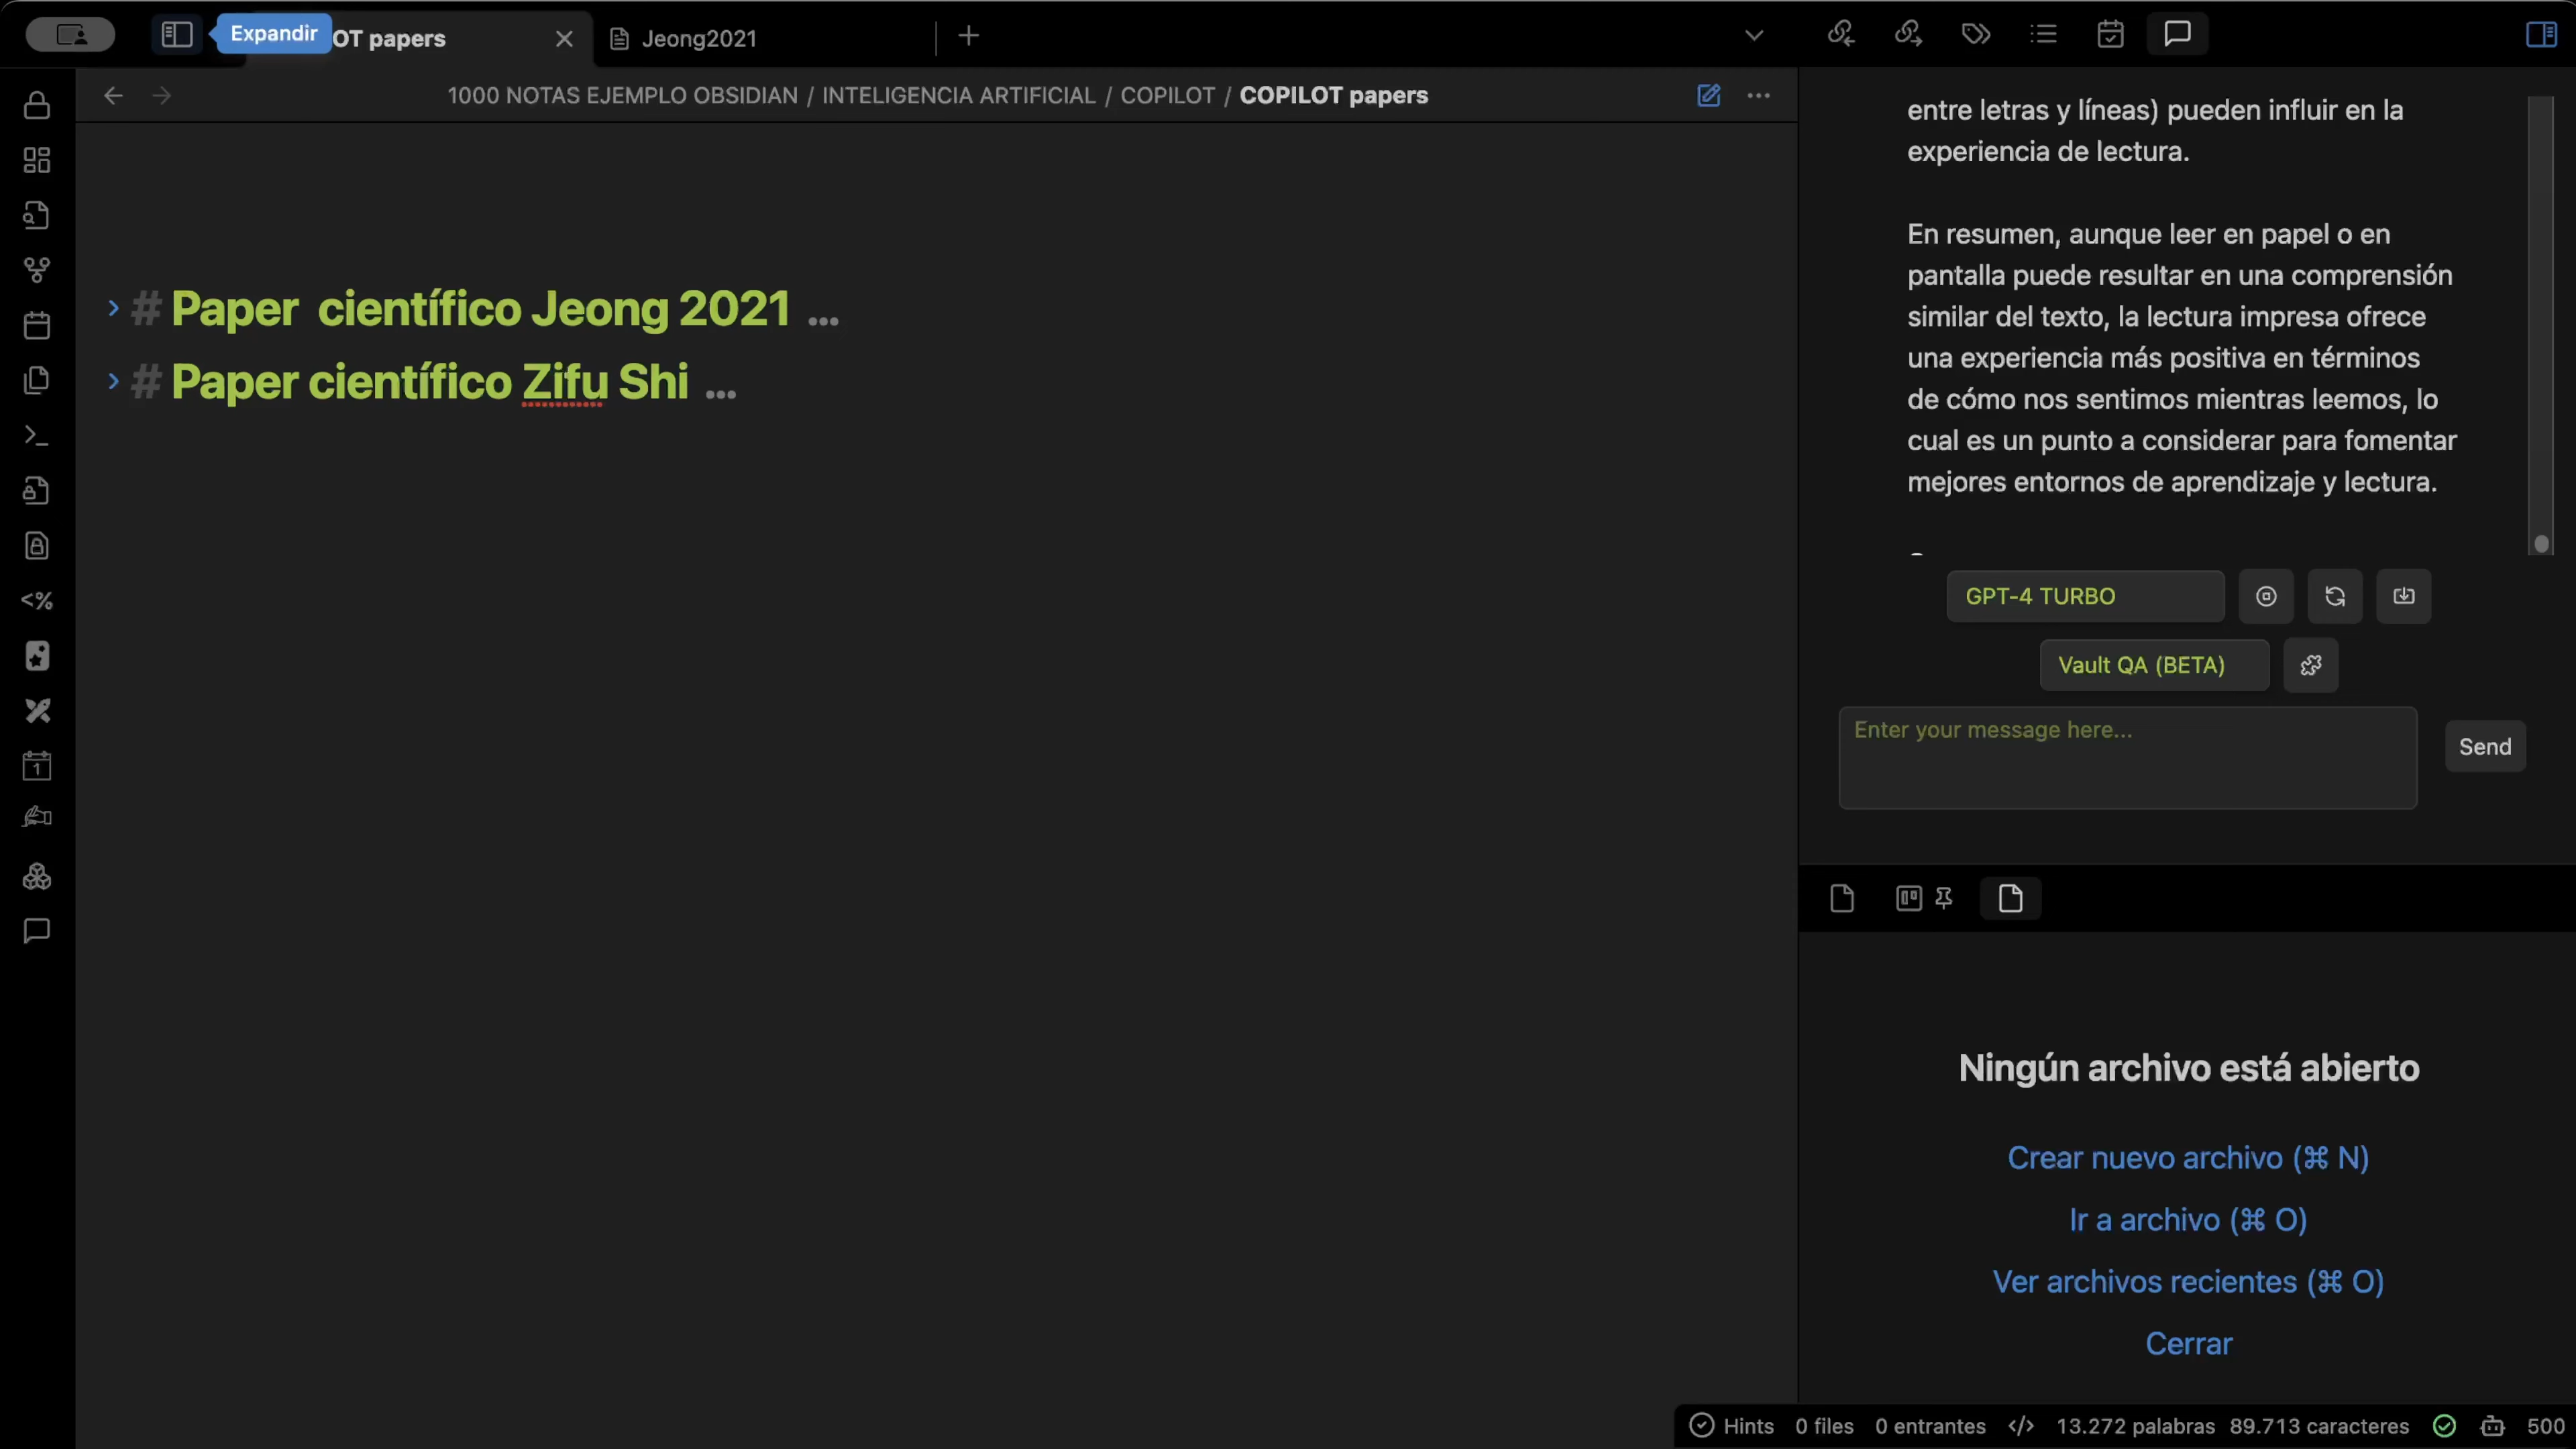 Expandir
OT papers
Jeong2021
1000 NOTAS EJEMPLO OBSIDIAN / INTELIGENCIA ARTIFICIAL / COPILOT / COPILOT papers
# Paper  científico Jeong 2021 ...
# Paper científico Zifu Shi ...
<%
1
entre letras y líneas) pueden influir en la
experiencia de lectura.
En resumen, aunque leer en papel o en
pantalla puede resultar en una comprensión
similar del texto, la lectura impresa ofrece
una experiencia más positiva en términos
de cómo nos sentimos mientras leemos, lo
cual es un punto a considerar para fomentar
mejores entornos de aprendizaje y lectura.
GPT-4 TURBO
Vault QA (BETA)
Enter your message here...
Send
Ningún archivo está abierto
Crear nuevo archivo (⌘ N)
Ir a archivo (⌘ O)
Ver archivos recientes (⌘ O)
Cerrar
Hints 0 files 0 entrantes </> 13.272 palabras 89.713 caracteres 500